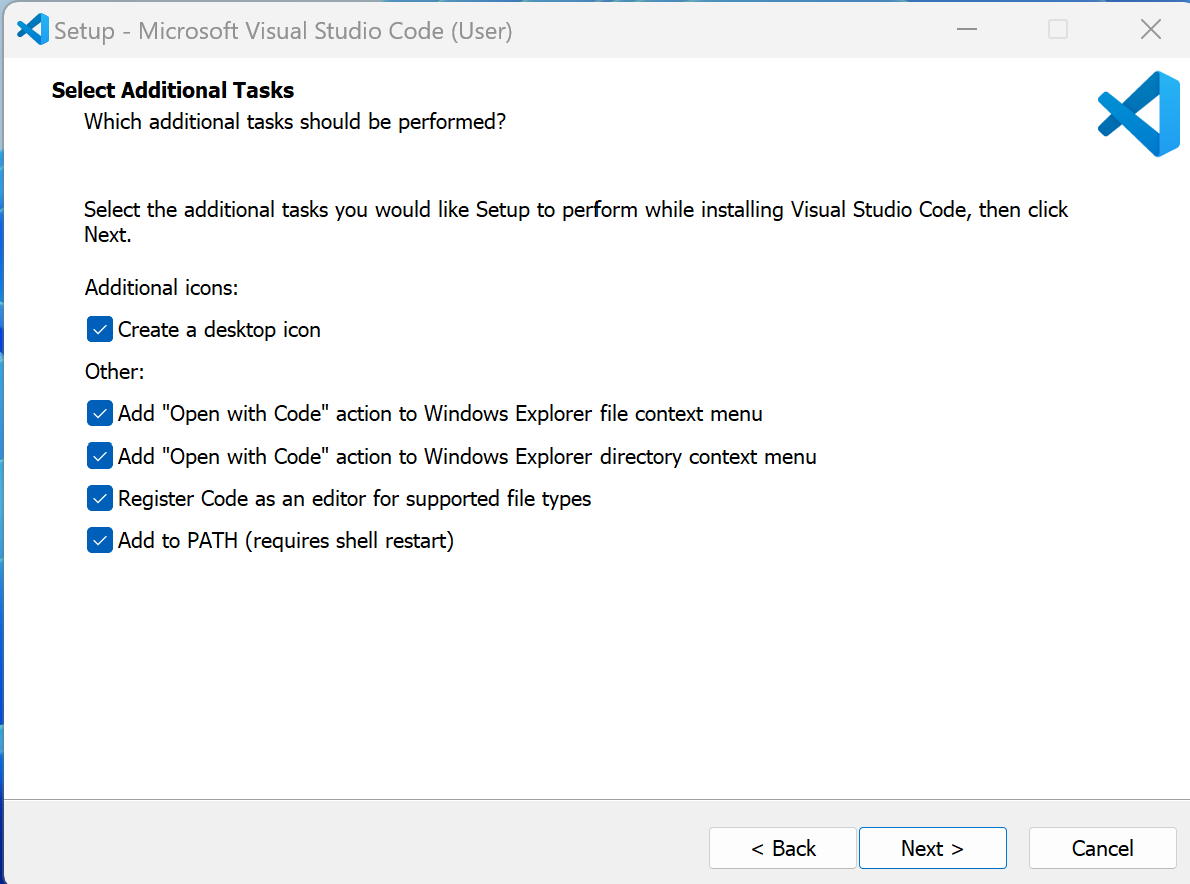 Setup - Microsoft Visual Studio Code (User)
Select Additional Tasks
Which additional tasks should be performed?
Select the additional tasks you would like Setup to perform while installing Visual Studio Code, then click
Next.
Additional icons:
Create a desktop icon
Other:
Add "Open with Code" action to Windows Explorer file context menu
Add "Open with Code" action to Windows Explorer directory context menu
Register Code as an editor for supported file types
Add to PATH (requires shell restart)
< Back Next > Cancel